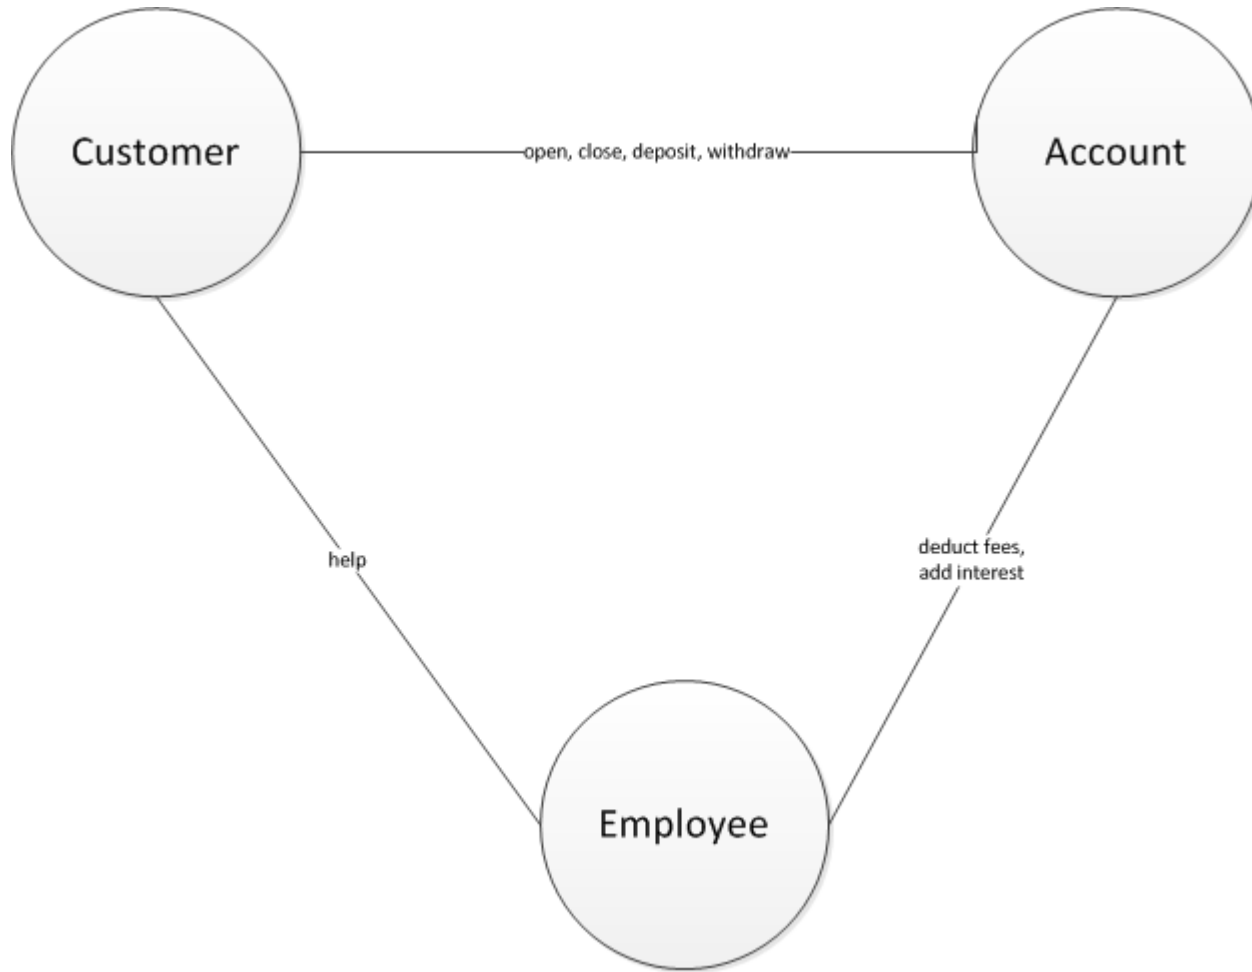 Customer
open, close, deposit, withdraw
Account
help
deduct fees,
add interest
Employee